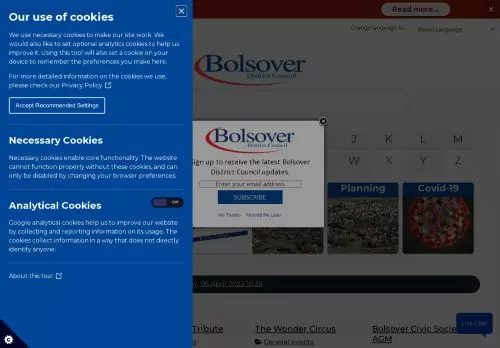 Our use of cookies
We use necessary cookies to make our site work. We
would also like to set optional analytics cookies to help us
improve it. Using this tool will also set a cookie on your
device to remember the preferences you make here.
For more detailed information on the cookies we use,
please check our Privacy Policy
Accept Recommended Settings
Necessary Cookies
Necessary cookies enable core functionality. The website
cannot function properly without these cookies, and can
only be disabled by changing your browser preferences.
Analytical Cookies
Off
Google analytics cookies help us to improve our website
by collecting and reporting information on its usage. The
cookies collect information in a way that does not directly
identify anyone.
About this tool
Read more...
Change language to...
Select Language
Bolsover
District Council
J K L M
W X Y Z
Bolsover
District Council
Sign up to receive the latest Bolsover
District Council updates.
Enter your email address
SUBSCRIBE
No Thanks Remind Me Later
Planning
Covid-19
06 April 2022 10:35
Tribute
The Wonder Circus
General events
Bolsover Civic Socie
AGM
Live Chat